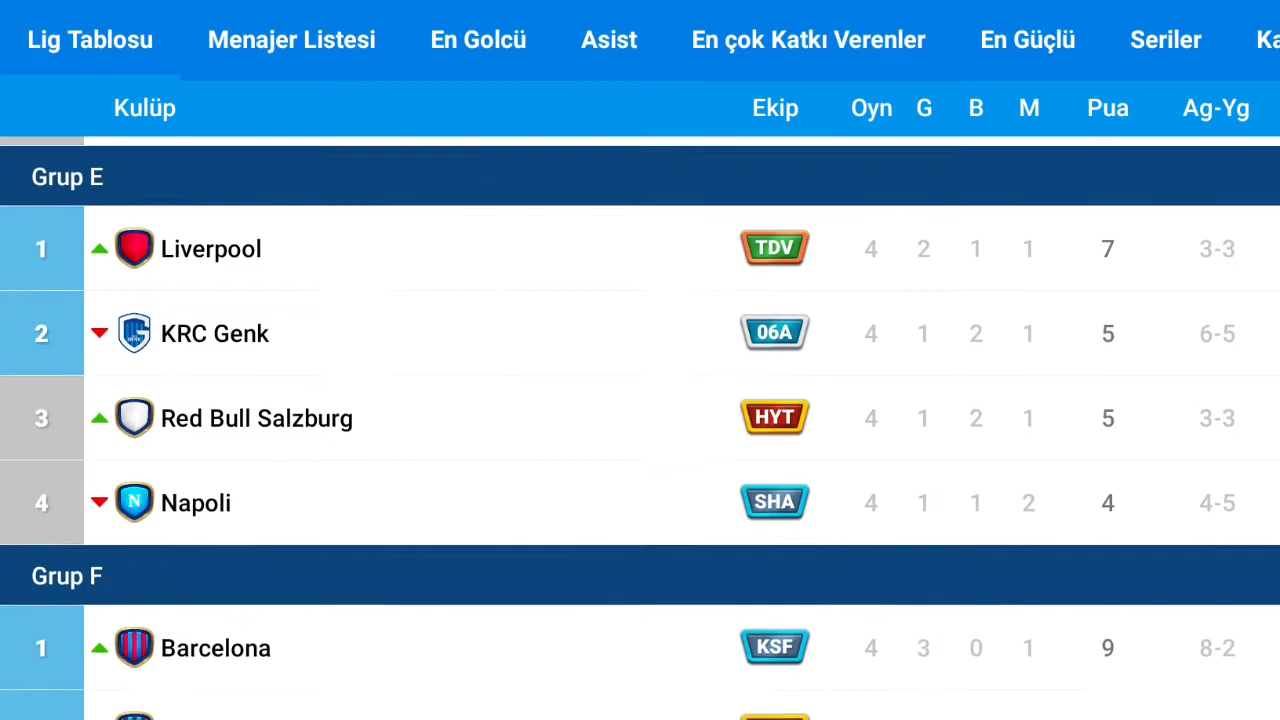 Lig Tablosu Menajer Listesi En Golcü Asist En çok Katkı Verenler En Güçlü Seriler Ka
Kulüp Ekip Oyn G B M Pua Ag-Yg
Grup E
1 Liverpool TDV 4 2 1 1 7 3-3
2 KRC Genk 06A 4 1 2 1 5 6-5
3 Red Bull Salzburg HYT 4 1 2 1 5 3-3
4 N Napoli SHA 4 1 1 2 4 4-5
Grup F
1 Barcelona KSF 4 3 0 1 9 8-2